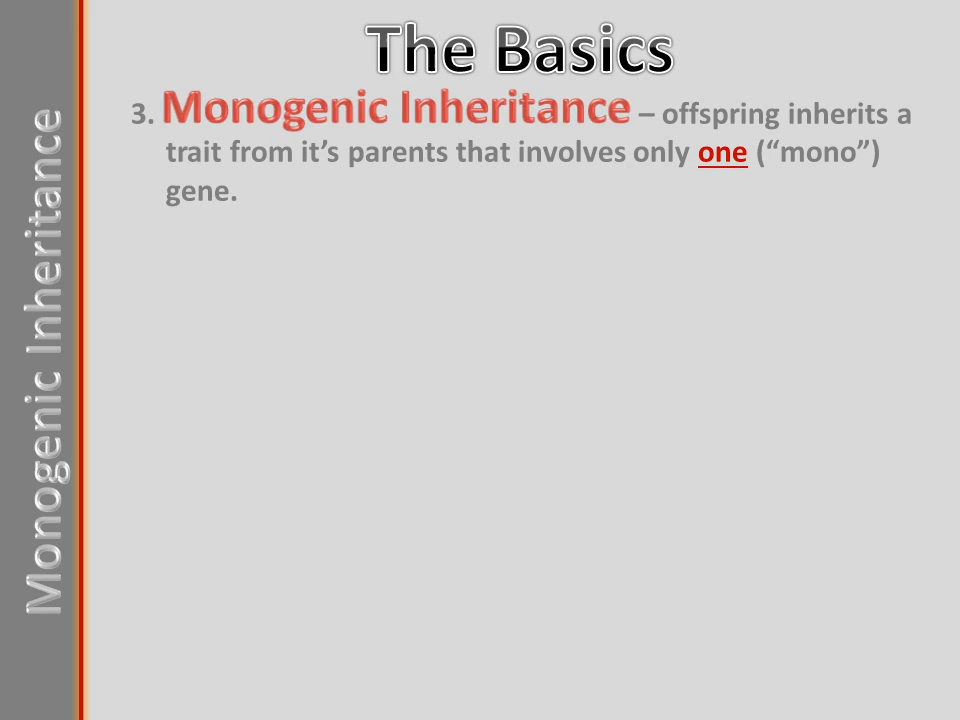 The Basics
3. Monogenic Inheritance – offspring inherits a
trait from it’s parents that involves only one (“mono”)
gene.
Monogenic Inheritance